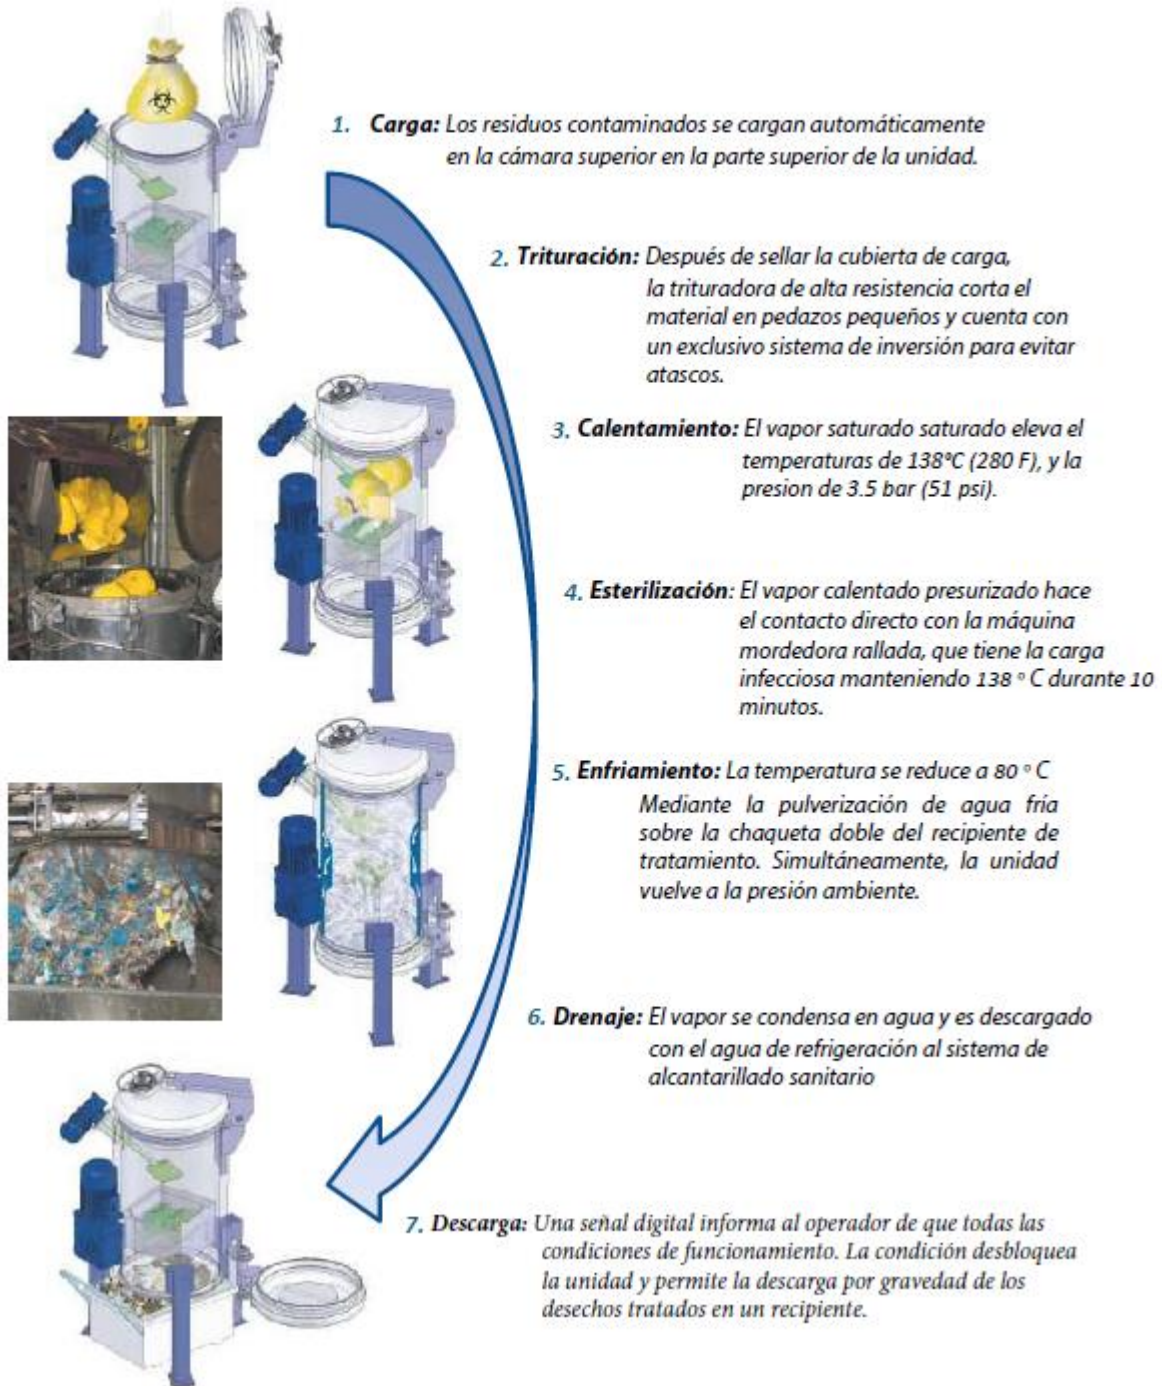 1. Carga: Los residuos contaminados se cargan automáticamente
en la cámara superior en la parte superior de la unidad.
2. Trituración: Después de sellar la cubierta de carga,
la trituradora de alta resistencia corta el
material en pedazos pequeños y cuenta con
un exclusivo sistema de inversión para evitar
atascos.
3. Calentamiento: El vapor saturado saturado eleva el
temperaturas de 138°C (280 F), y la
presion de 3.5 bar (51 psi).
4. Esterilización: El vapor calentado presurizado hace
el contacto directo con la máquina
mordedora rallada, que tiene la carga
infecciosa manteniendo 138 º C durante 10
minutos.
5. Enfriamiento: La temperatura se reduce a 80 º C
Mediante la pulverización de agua fría
sobre la chaqueta doble del recipiente de
tratamiento. Simultáneamente, la unidad
vuelve a la presión ambiente.
6. Drenaje: El vapor se condensa en agua y es descargado
con el agua de refrigeración al sistema de
alcantarillado sanitario
7. Descarga: Una señal digital informa al operador de que todas las
condiciones de funcionamiento. La condición desbloquea
la unidad y permite la descarga por gravedad de los
desechos tratados en un recipiente.